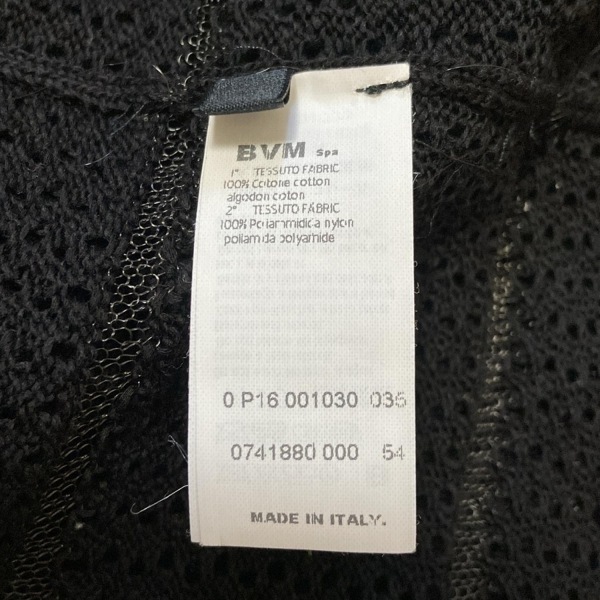 BVM Spa
1° TESSUTO FABRIC
100% Cotone cotton
algodon coton
2° TESSUTO FABRIC
100% Poliammidica nylon
poliamida polyamide
0 P16 001030 036
0741880 000 54
MADE IN ITALY.